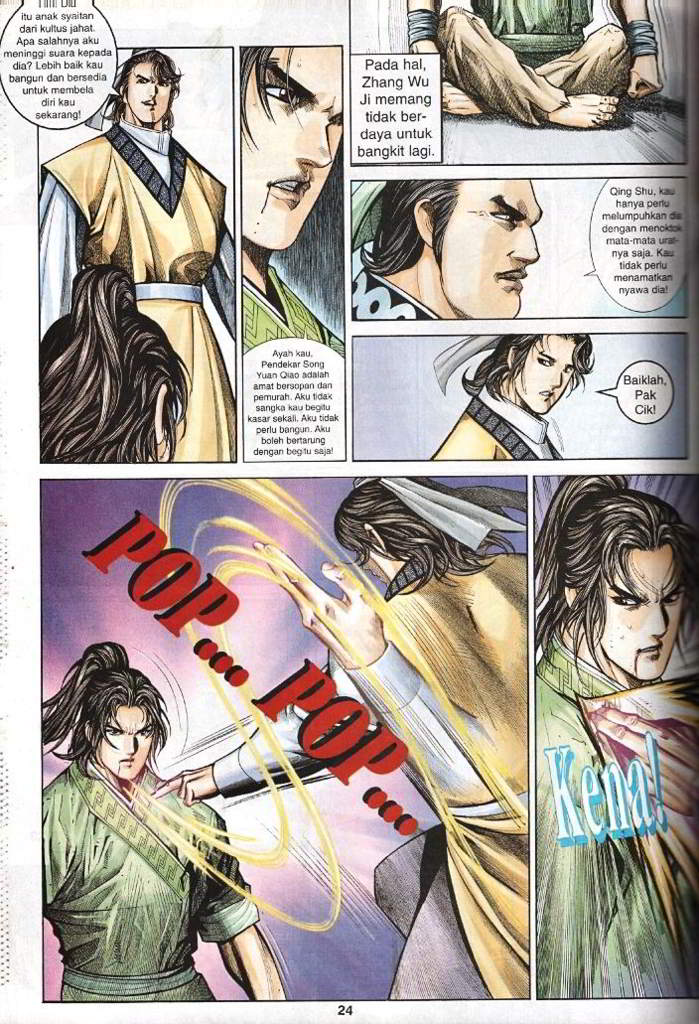 itu anak syaitan
dari kultus jahat.
Apa salahnya aku
meninggi suara kepada
dia? Lebih baik kau
bangun dan bersedia
untuk membela
diri kau
sekarang!
Ayah kau,
Pendekar Song
Yuan Qiao adalah
amat bersopan dan
pemurah. Aku tidak
sangka kau begitu
kasar sekali. Aku tidak
perlu bangun. Aku
boleh bertarung
dengan begitu saja!
Pada hal,
Zhang Wu
Ji memang
tidak ber-
daya untuk
bangkit lagi.
Qing Shu, kau
hanya perlu
melumpuhkan dia
dengan menotok
mata-mata urat-
nya saja. Kau
tidak perlu
menamatkan
nyawa dia!
Baiklah,
Pak
Cik!
POP...
POP...
Kena!
24